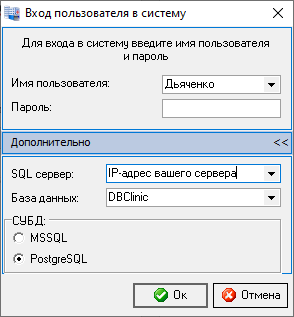 Вход пользователя в систему
Для входа в систему введите имя пользователя
и пароль
Имя пользователя: Дьяченко
Пароль:
Дополнительно <<
SQL сервер: IP-адрес вашего сервера
База данных: DBClinic
СУБД:
MSSQL
PostgreSQL
Ок Отмена